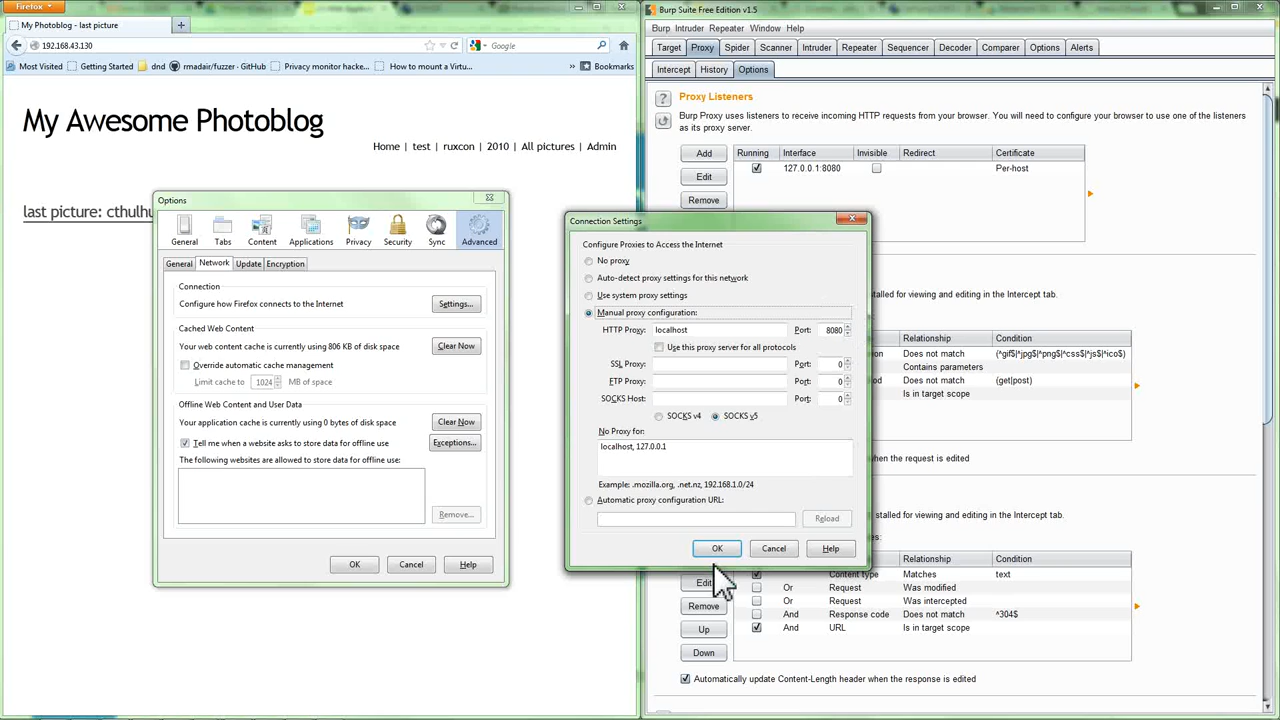 Firefox
My Photoblog - last picture
192.168.43.130
Google
Most Visited
Getting Started
dnd
rmadair/fuzzer · GitHub
Privacy monitor hacke...
How to mount a Virtu...
»
Bookmarks
My Awesome Photoblog
Home | test | ruxcon | 2010 | All pictures | Admin
last picture: cthulhu
Options
General
Tabs
Content
Applications
Privacy
Security
Sync
Advanced
General
Network
Update
Encryption
Connection
Configure how Firefox connects to the Internet
Settings...
Cached Web Content
Your web content cache is currently using 806 KB of disk space
Clear Now
Override automatic cache management
Limit cache to 1024 MB of space
Offline Web Content and User Data
Your application cache is currently using 0 bytes of disk space
Clear Now
Tell me when a website asks to store data for offline use
Exceptions...
The following websites are allowed to store data for offline use:
Remove...
OK
Cancel
Help
Connection Settings
Configure Proxies to Access the Internet
No proxy
Auto-detect proxy settings for this network
Use system proxy settings
Manual proxy configuration:
HTTP Proxy: localhost Port: 8080
Use this proxy server for all protocols
SSL Proxy: Port: 0
FTP Proxy: Port: 0
SOCKS Host: Port: 0
SOCKS v4 SOCKS v5
No Proxy for:
localhost, 127.0.0.1
Example: .mozilla.org, .net.nz, 192.168.1.0/24
Automatic proxy configuration URL:
Reload
OK
Cancel
Help
Burp Suite Free Edition v1.5
Burp Intruder Repeater Window Help
Target Proxy Spider Scanner Intruder Repeater Sequencer Decoder Comparer Options Alerts
Intercept History Options
?
Proxy Listeners
Burp Proxy uses listeners to receive incoming HTTP requests from your browser. You will need to configure your browser to use one of the listeners
as its proxy server.
Add
Edit
Remove
Running Interface Invisible Redirect Certificate
127.0.0.1:8080 Per-host
stalled for viewing and editing in the Intercept tab.
Relationship Condition
Does not match (^gif$|^jpg$|^png$|^css$|^js$|^ico$)
Contains parameters
Does not match (get|post)
Is in target scope
when the request is edited
stalled for viewing and editing in the Intercept tab.
Relationship Condition
Content type Matches text
Or Request Was modified
Or Request Was intercepted
And Response code Does not match ^304$
And URL Is in target scope
Edit
Remove
Up
Down
Automatically update Content-Length header when the response is edited